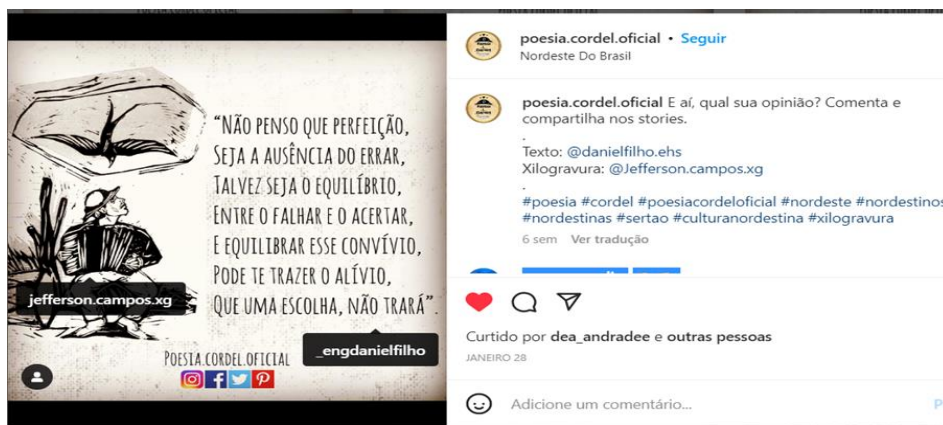 "NÃO PENSO QUE PERFEIÇÃO,
SEJA A AUSÊNCIA DO ERRAR,
TALVEZ SEJA O EQUILÍBRIO,
ENTRE O FALHAR E O ACERTAR,
E EQUILIBRAR ESSE CONVÍVIO,
PODE TE TRAZER O ALÍVIO,
QUE UMA ESCOLHA, NÃO TRARÁ".
jefferson.campos.xg
_engdanielfilho
POESIA.CORDEL.OFICIAL
poesia.cordel.oficial • Seguir
Nordeste Do Brasil
poesia.cordel.oficial E aí, qual sua opinião? Comenta e
compartilha nos stories.
.
Texto: @danielfilho.ehs
Xilogravura: @Jefferson.campos.xg
.
#poesia #cordel #poesiacordeloficial #nordeste #nordestinos
#nordestinas #sertao #culturanordestina #xilogravura
6 sem Ver tradução
Curtido por dea_andradee e outras pessoas
JANEIRO 28
Adicione um comentário...
P